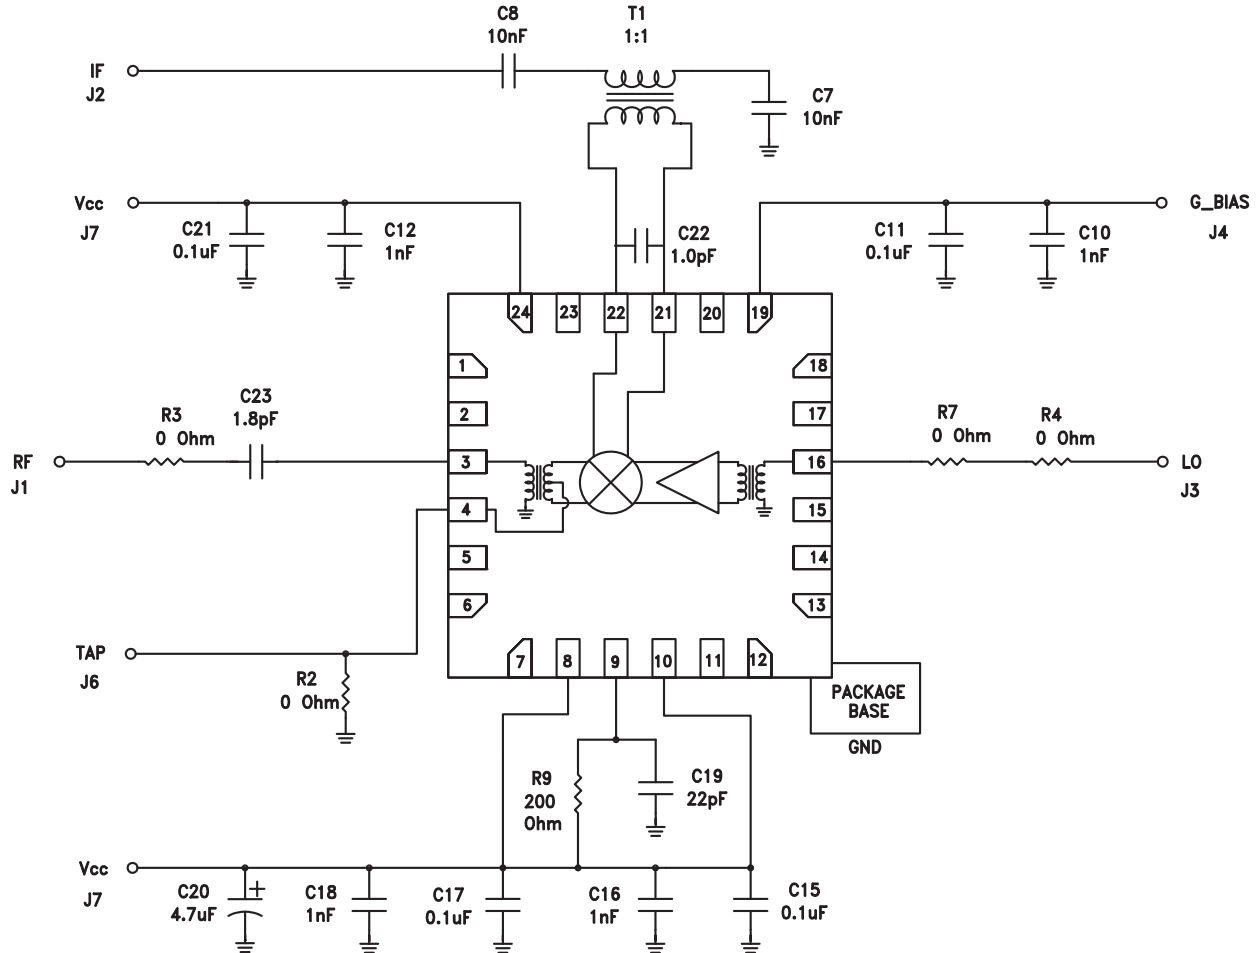 C8
10nF
T1
1:1
IF
J2
C7
10nF
Vcc
J7
C21
0.1uF
C12
1nF
C22
1.0pF
C11
0.1uF
C10
1nF
G_BIAS
J4
24
23
22
21
20
19
1
2
3
4
5
6
18
17
16
15
14
13
7
8
9
10
11
12
RF
J1
R3
0 Ohm
C23
1.8pF
R7
0 Ohm
R4
0 Ohm
LO
J3
TAP
J6
R2
0 Ohm
PACKAGE
BASE
GND
R9
200
Ohm
C19
22pF
Vcc
J7
C20
4.7uF
+
C18
1nF
C17
0.1uF
C16
1nF
C15
0.1uF